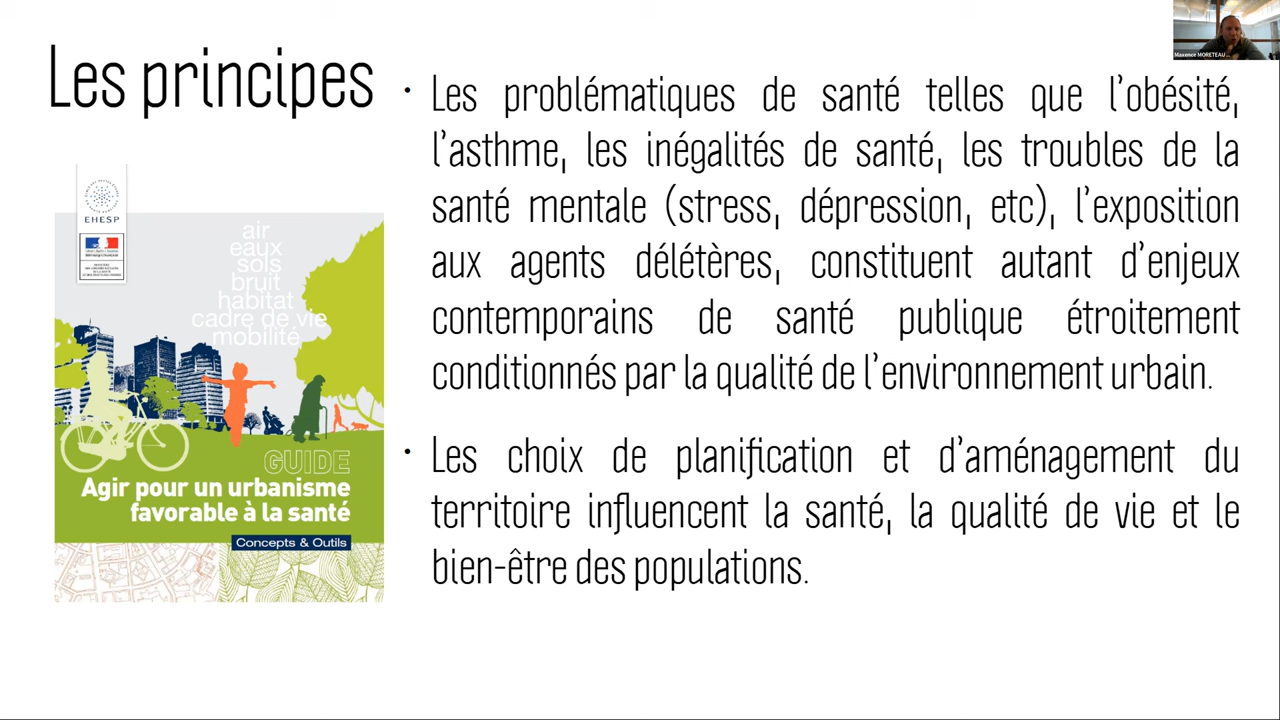 Maxence MORETEAU
Les principes
• Les problématiques de santé telles que l'obésité,
l'asthme, les inégalités de santé, les troubles de la
santé mentale (stress, dépression, etc), l'exposition
aux agents délétères, constituent autant d'enjeux
contemporains de santé publique étroitement
conditionnés par la qualité de l'environnement urbain.
• Les choix de planification et d'aménagement du
territoire influencent la santé, la qualité de vie et le
bien-être des populations.
EHESP
air
eaux
sols
bruit
habitat
cadre de vie
mobilité
GUIDE
Agir pour un urbanisme
favorable à la santé
Concepts & Outils